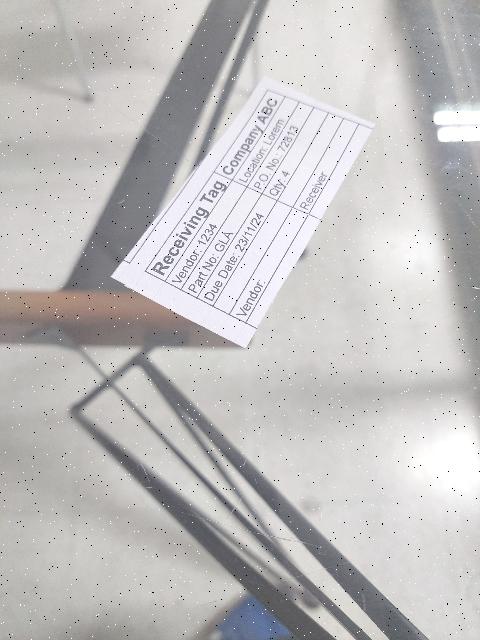 Receiving Tag Company ABC
Vendor: 1234 Location: Lorem
Part No: GLA P.O. No: 72813
Due Date: 23/11/24 Qty: 4
Vendor: Receiver